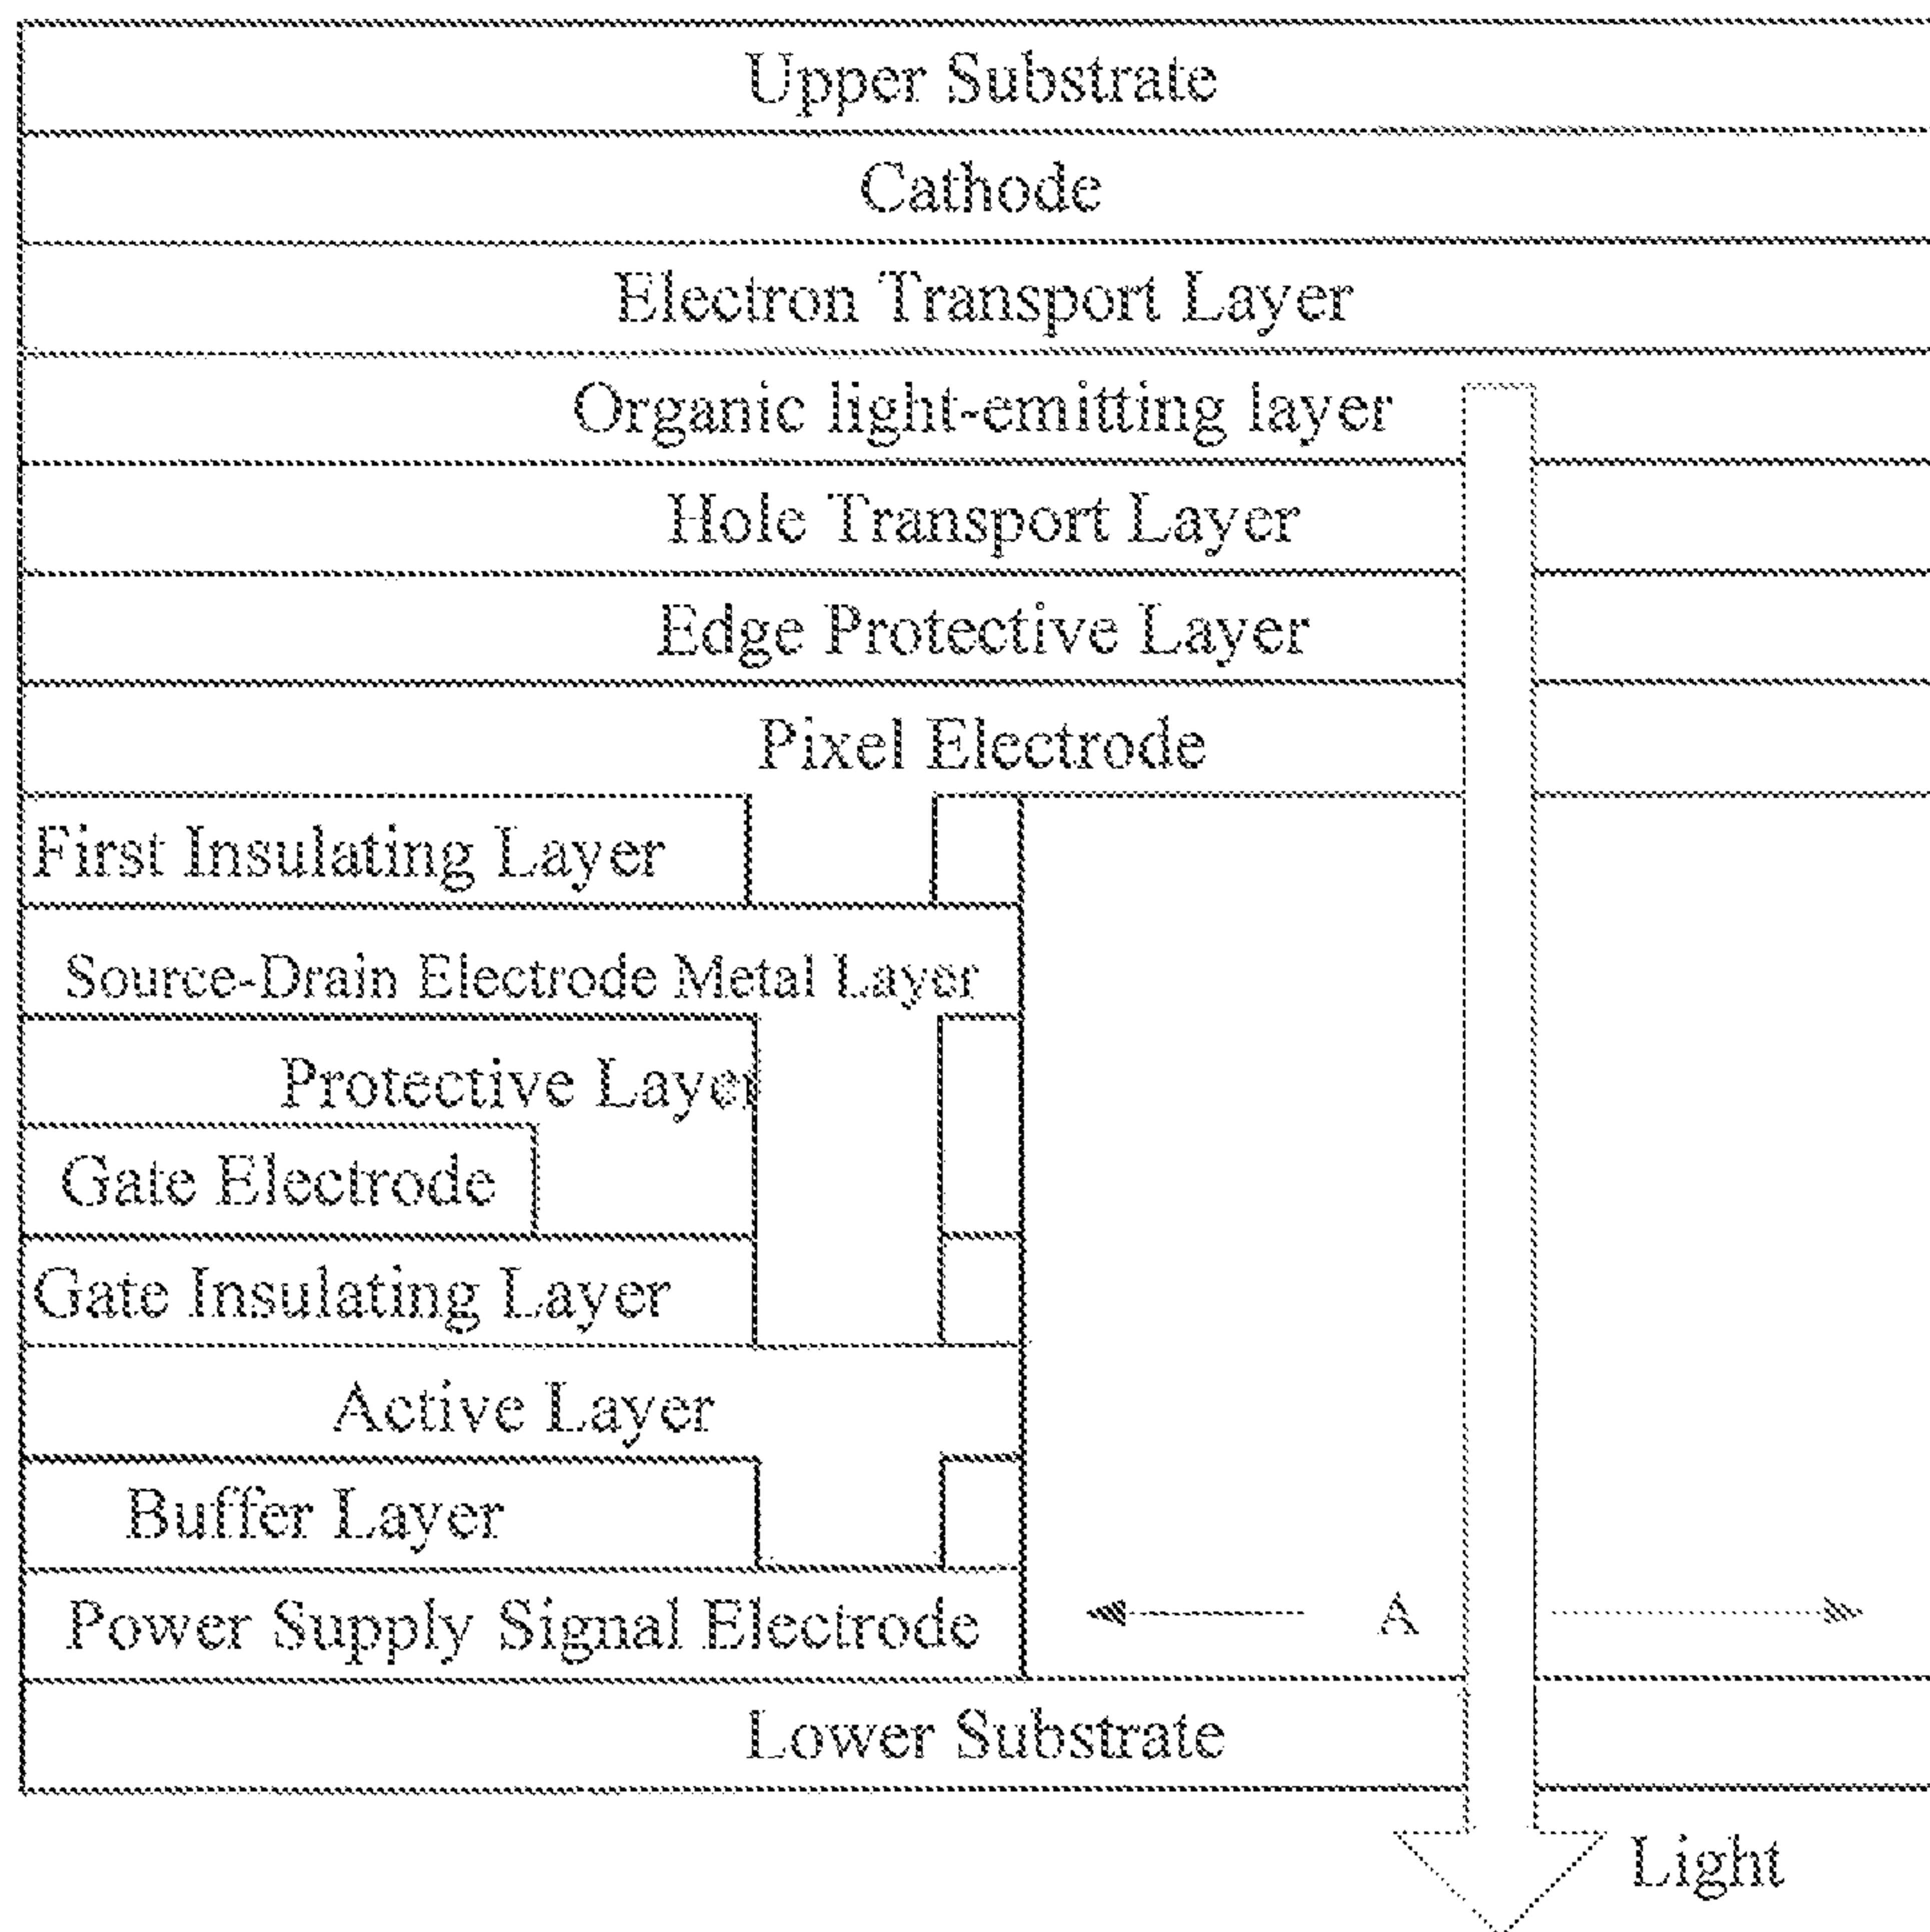 Upper Substrate
Cathode
Electron Transport Layer
Organic light-emitting layer
Hole Transport Layer
Edge Protective Layer
Pixel Electrode
First Insulating Layer
Source-Drain Electrode Metal Layer
Protective Layer
Gate Electrode
Gate Insulating Layer
Active Layer
Buffer Layer
Power Supply Signal Electrode
A
Lower Substrate
Light